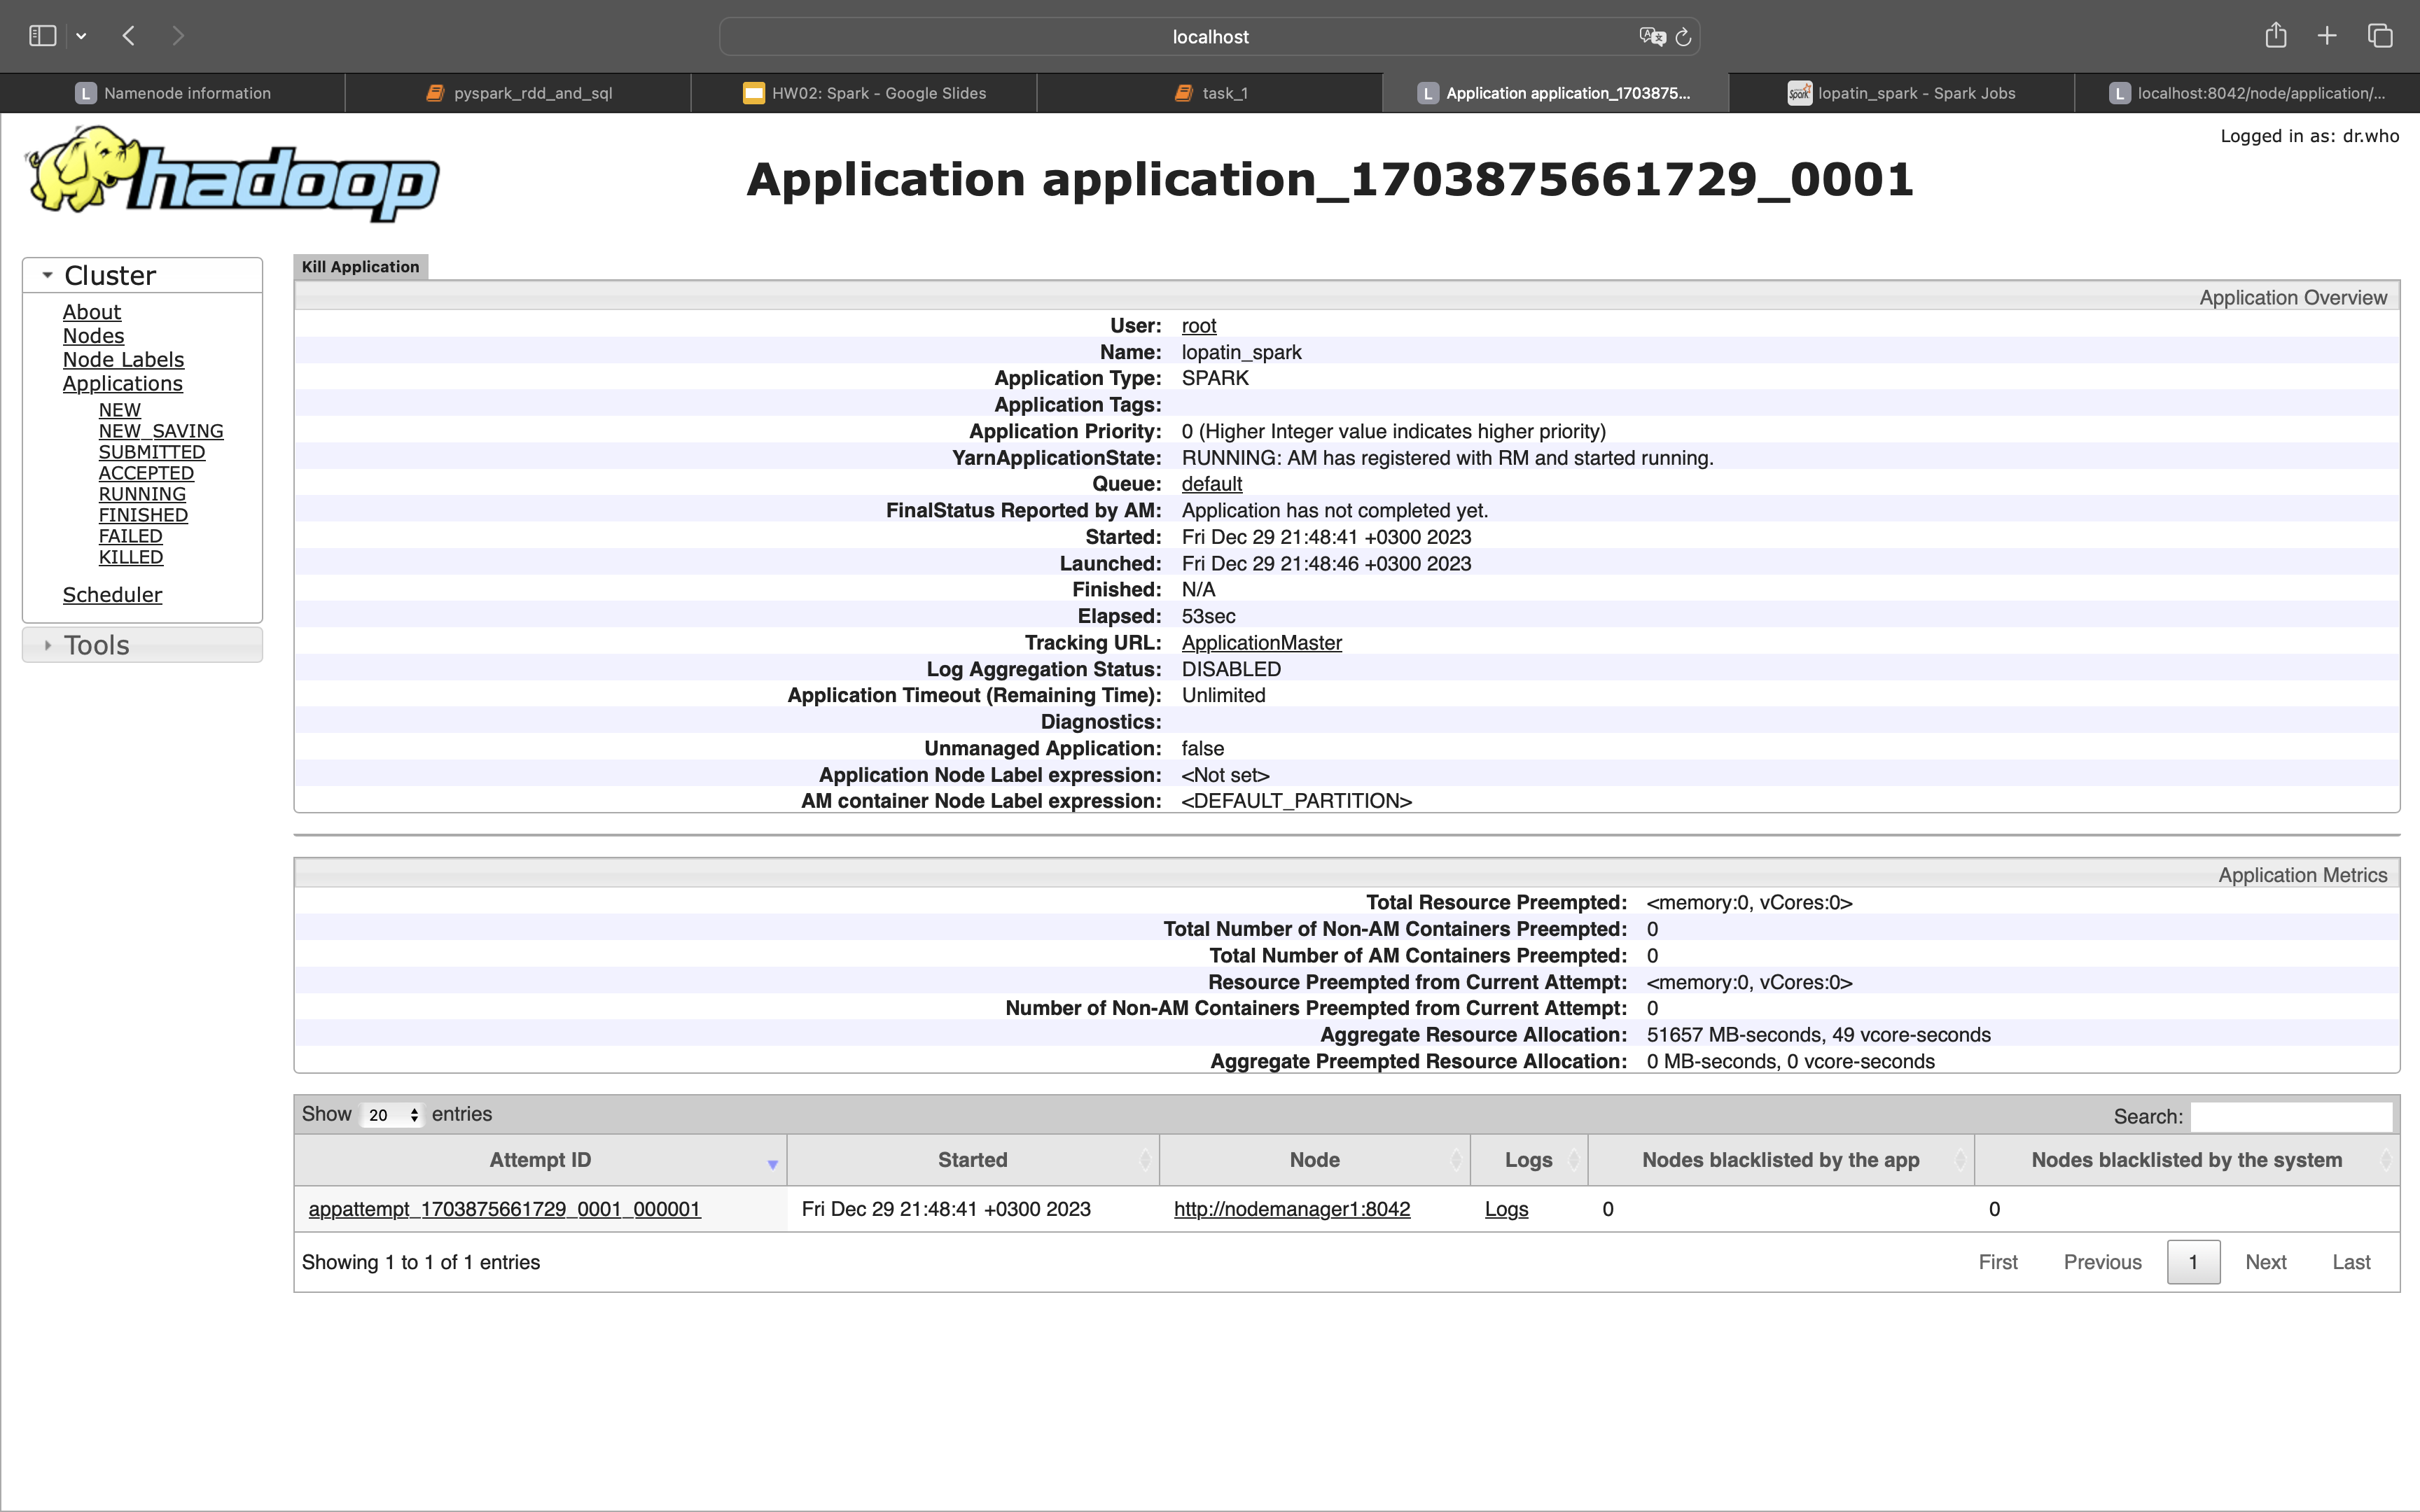 localhost
L Namenode information
pyspark_rdd_and_sql
HW02: Spark - Google Slides
task_1
L Application application_1703875...
Spark lopatin_spark - Spark Jobs
L localhost:8042/node/application/...
hadoop
Logged in as: dr.who
Application application_1703875661729_0001
Cluster
About
Nodes
Node Labels
Applications
NEW
NEW_SAVING
SUBMITTED
ACCEPTED
RUNNING
FINISHED
FAILED
KILLED
Scheduler
Tools
Kill Application
Application Overview
User: root
Name: lopatin_spark
Application Type: SPARK
Application Tags:
Application Priority: 0 (Higher Integer value indicates higher priority)
YarnApplicationState: RUNNING: AM has registered with RM and started running.
Queue: default
FinalStatus Reported by AM: Application has not completed yet.
Started: Fri Dec 29 21:48:41 +0300 2023
Launched: Fri Dec 29 21:48:46 +0300 2023
Finished: N/A
Elapsed: 53sec
Tracking URL: ApplicationMaster
Log Aggregation Status: DISABLED
Application Timeout (Remaining Time): Unlimited
Diagnostics:
Unmanaged Application: false
Application Node Label expression: <Not set>
AM container Node Label expression: <DEFAULT_PARTITION>
Application Metrics
Total Resource Preempted: <memory:0, vCores:0>
Total Number of Non-AM Containers Preempted: 0
Total Number of AM Containers Preempted: 0
Resource Preempted from Current Attempt: <memory:0, vCores:0>
Number of Non-AM Containers Preempted from Current Attempt: 0
Aggregate Resource Allocation: 51657 MB-seconds, 49 vcore-seconds
Aggregate Preempted Resource Allocation: 0 MB-seconds, 0 vcore-seconds
Show 20 entries
Search:
Attempt ID Started Node Logs Nodes blacklisted by the app Nodes blacklisted by the system
appattempt_1703875661729_0001_000001 Fri Dec 29 21:48:41 +0300 2023 http://nodemanager1:8042 Logs 0 0
Showing 1 to 1 of 1 entries
First Previous 1 Next Last